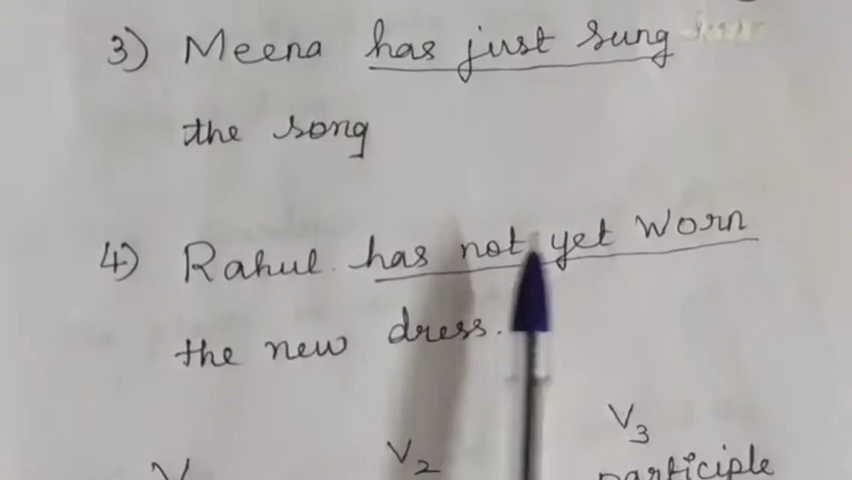 3) Meena has just sung
the song
4) Rahul has not yet worn
the new dress.
V V2 V3
participle